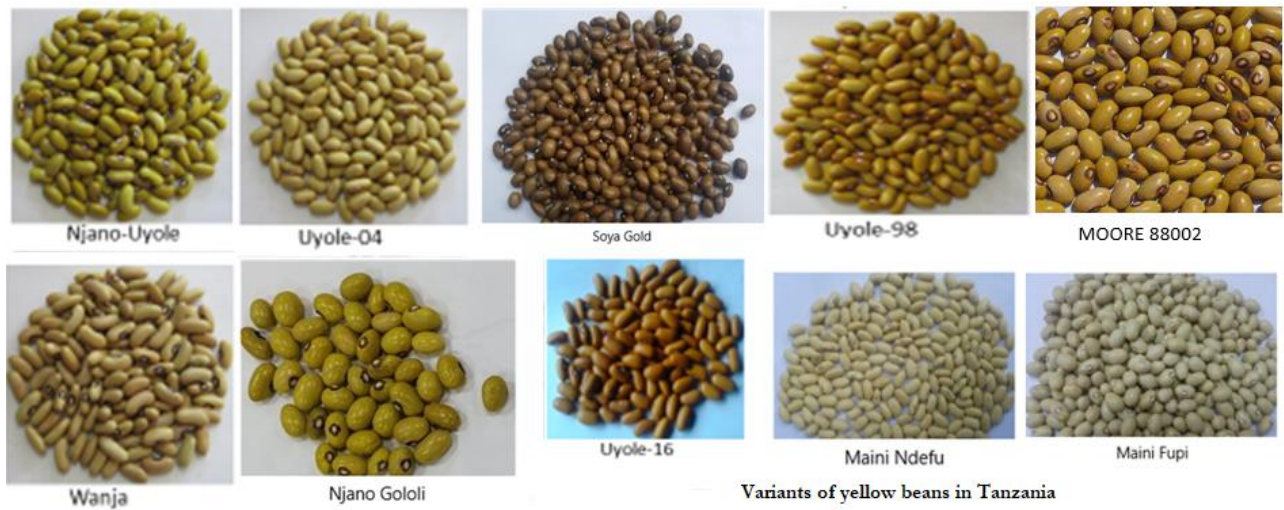 Njano-Uyole
Uyole-04
Soya Gold
Uyole-98
MOORE 88002
Wanja
Njano Gololi
Uyole-16
Maini Ndefu
Maini Fupi
Variants of yellow beans in Tanzania